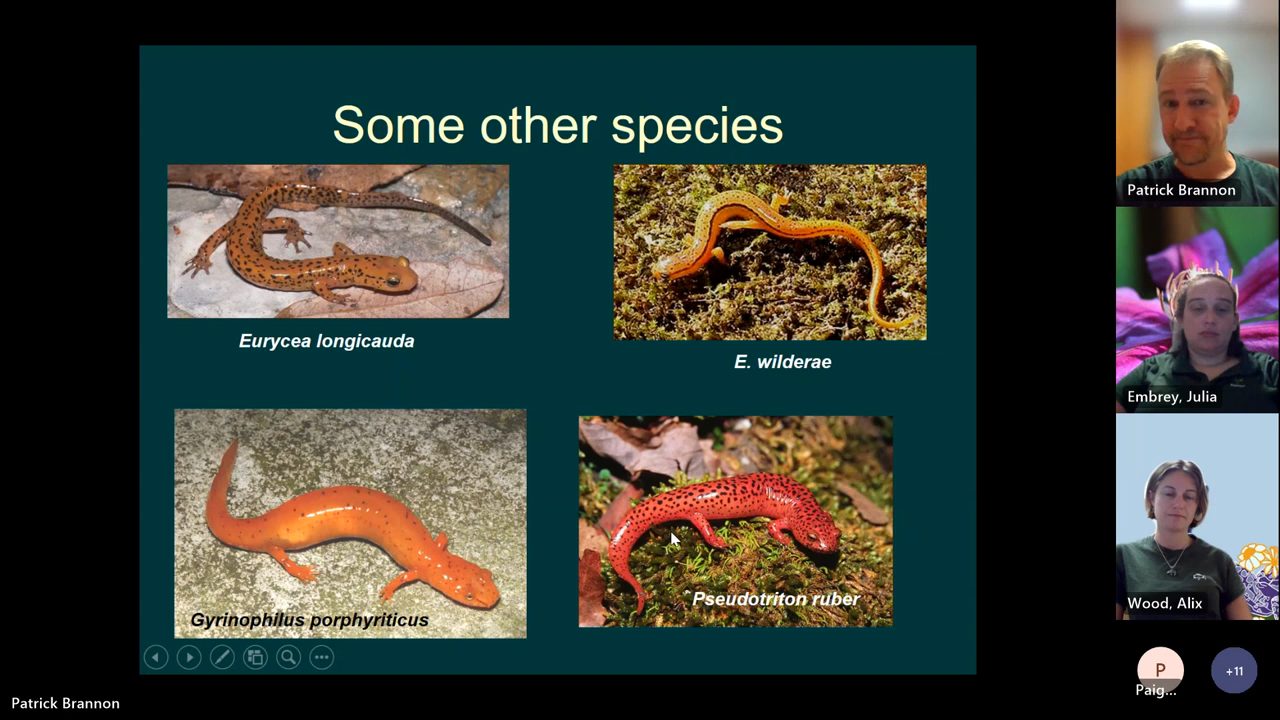 Some other species
Eurycea longicauda
E. wilderae
Gyrinophilus porphyriticus
Pseudotriton ruber
Patrick Brannon
Embrey, Julia
Wood, Alix
P
Paig...
+11
Patrick Brannon